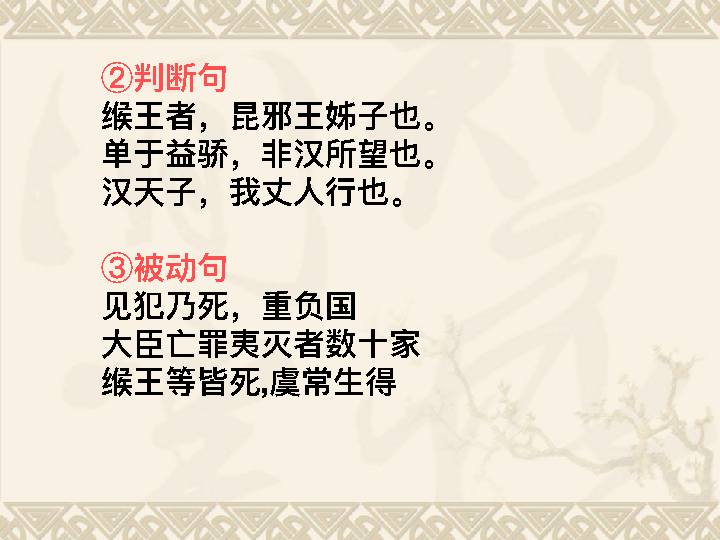 ②判断句
缑王者，昆邪王姊子也。
单于益骄，非汉所望也。
汉天子，我丈人行也。
③被动句
见犯乃死，重负国
大臣亡罪夷灭者数十家
缑王等皆死,虞常生得